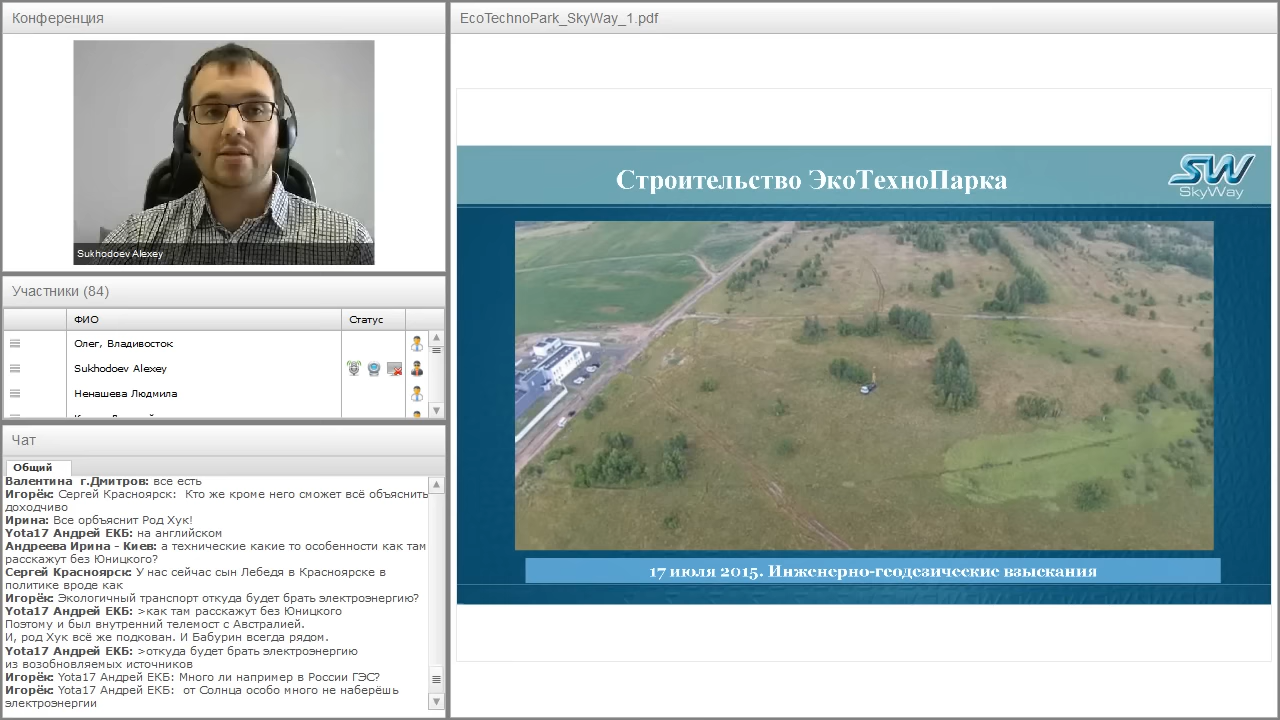 Конференция
Sukhodoev Alexey
Участники (84)
ФИО
Статус
Олег, Владивосток
Sukhodoev Alexey
Ненашева Людмила
Чат
Общий
Валентина г.Дмитров: все есть
Игорёк: Сергей Красноярск: Кто же кроме него сможет всё объяснить
доходчиво
Ирина: Все орбъяснит Род Хук!
Yota17 Андрей ЕКБ: на английском
Андреева Ирина - Киев: а технические какие то особенности как там
расскажут без Юницкого?
Сергей Красноярск: У нас сейчас сын Лебедя в Красноярске в
политике вроде как
Игорёк: Экологичный транспорт откуда будет брать электроэнергию?
Yota17 Андрей ЕКБ: >как там расскажут без Юницкого
Поэтому и был внутренний телемост с Австралией.
И, род Хук всё же подкован. И Бабурин всегда рядом.
Yota17 Андрей ЕКБ: >откуда будет брать электроэнергию
из возобновляемых источников
Игорёк: Yota17 Андрей ЕКБ: Много ли например в России ГЭС?
Игорёк: Yota17 Андрей ЕКБ: от Солнца особо много не наберёшь
электроэнергии
EcoTechnoPark_SkyWay_1.pdf
Строительство ЭкоТехноПарка
SW
SkyWay
17 июля 2015. Инженерно-геодезические взыскания